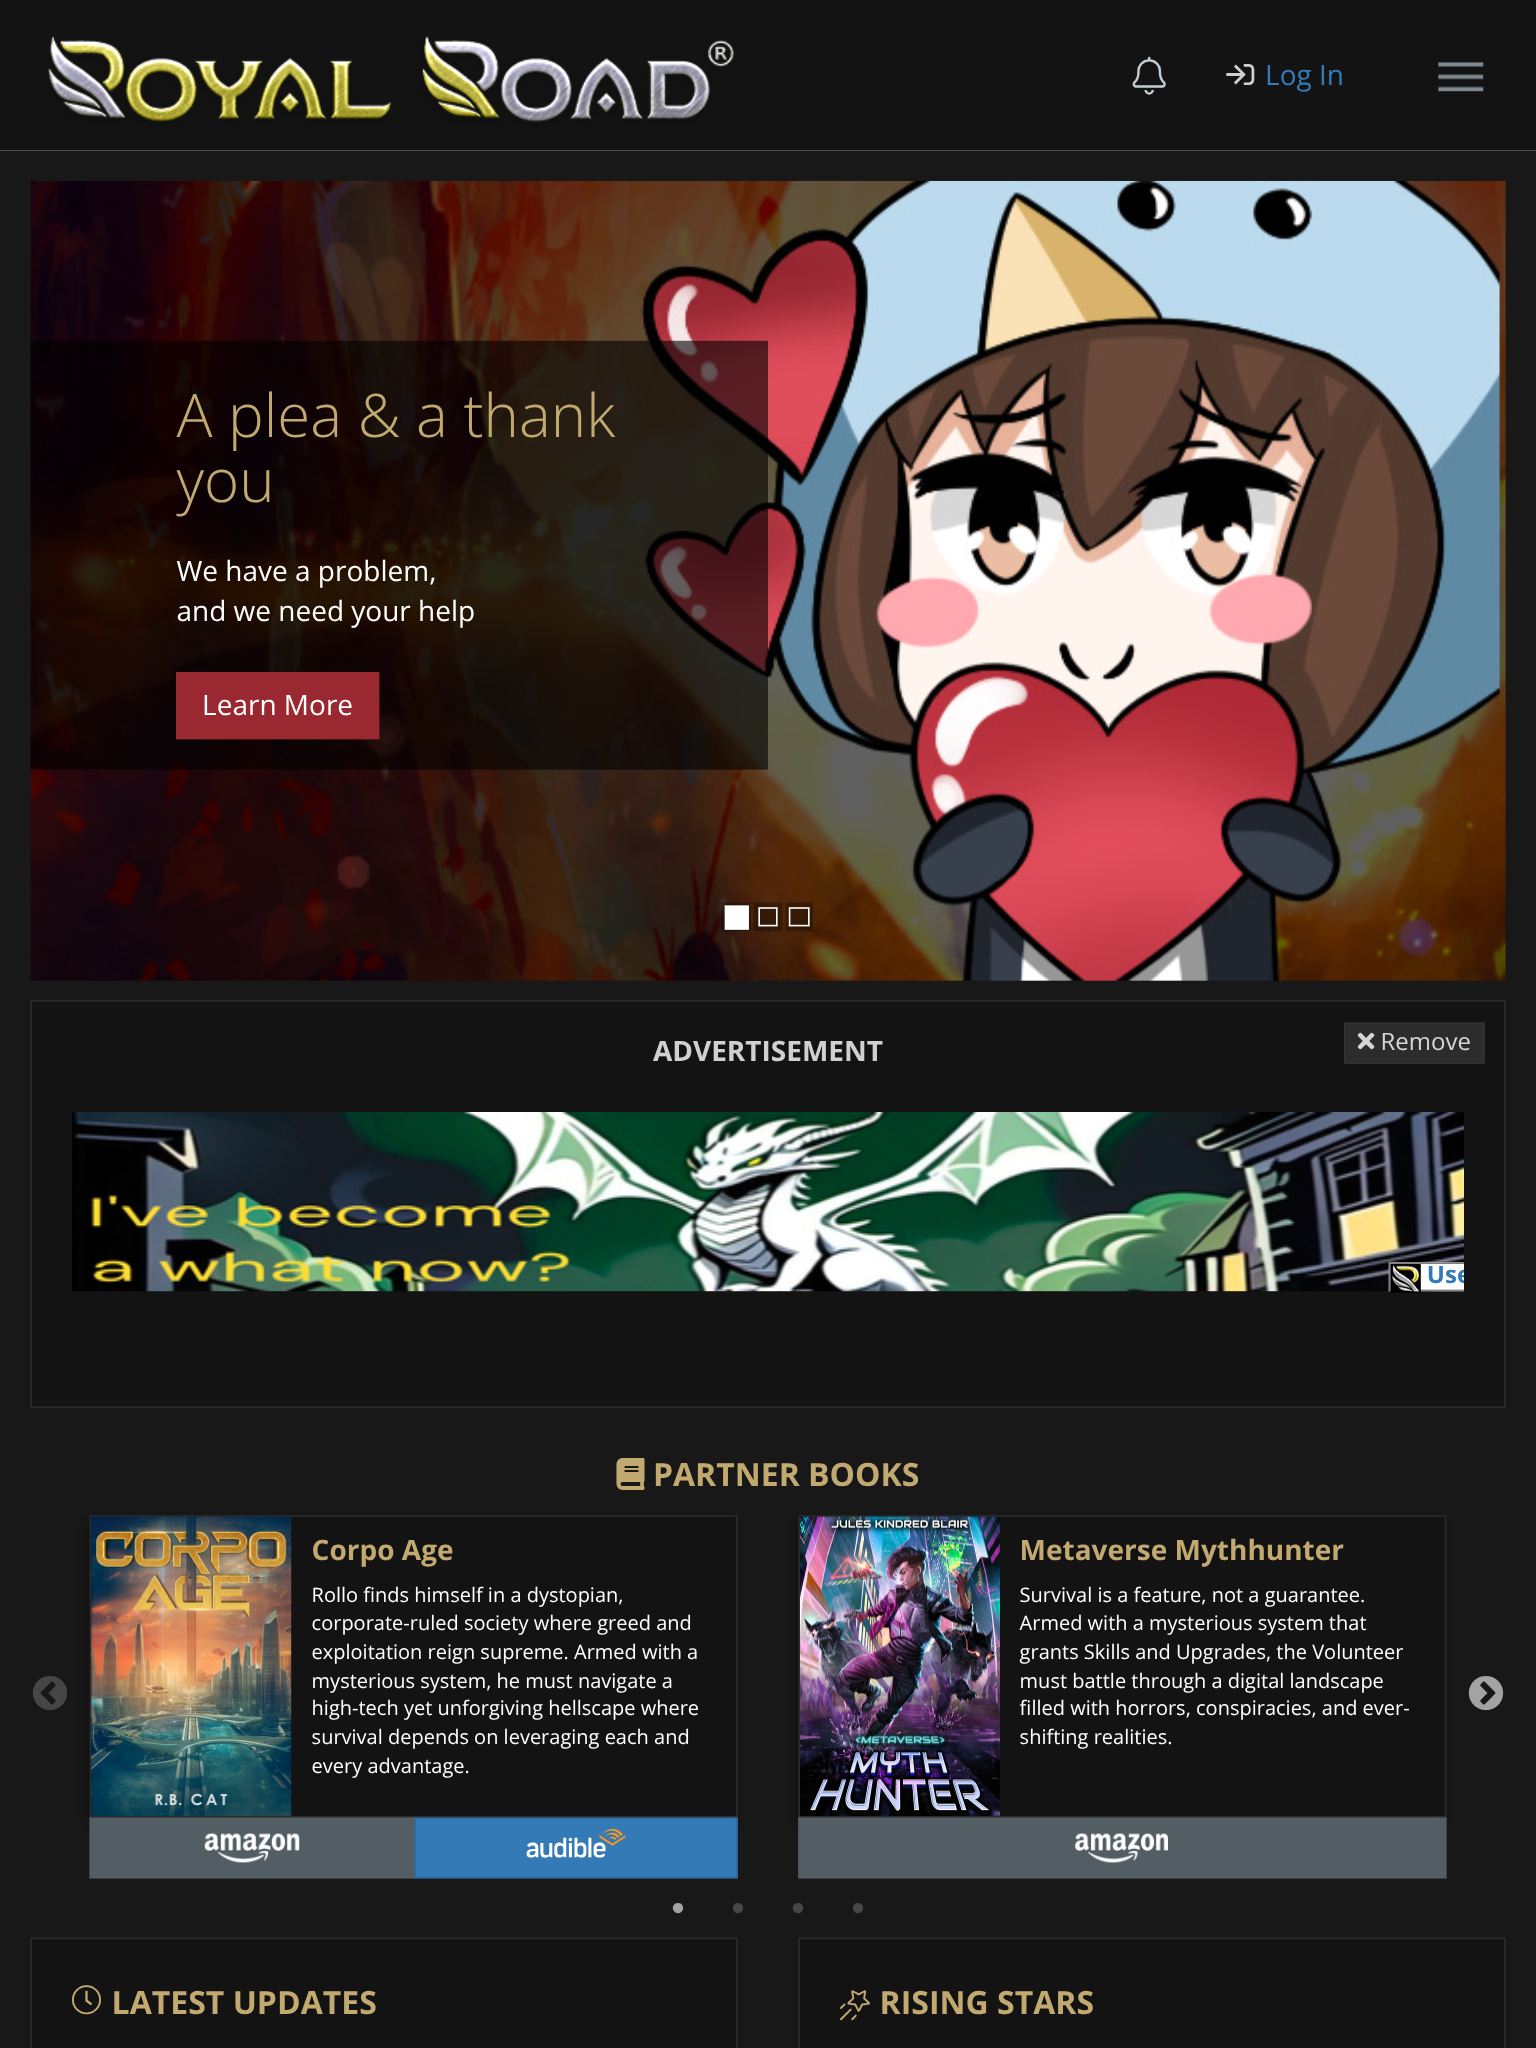 ROYAL ROAD®
Log In
A plea & a thank
you
We have a problem,
and we need your help
Learn More
ADVERTISEMENT
Remove
I've become
a what now?
Use
PARTNER BOOKS
CORPO
AGE
R.B. CAT
Corpo Age
Rollo finds himself in a dystopian,
corporate-ruled society where greed and
exploitation reign supreme. Armed with a
mysterious system, he must navigate a
high-tech yet unforgiving hellscape where
survival depends on leveraging each and
every advantage.
amazon
audible
JULES KINDRED BLAIR
<METAVERSE>
MYTH
HUNTER
Metaverse Mythhunter
Survival is a feature, not a guarantee.
Armed with a mysterious system that
grants Skills and Upgrades, the Volunteer
must battle through a digital landscape
filled with horrors, conspiracies, and ever-
shifting realities.
amazon
LATEST UPDATES
RISING STARS